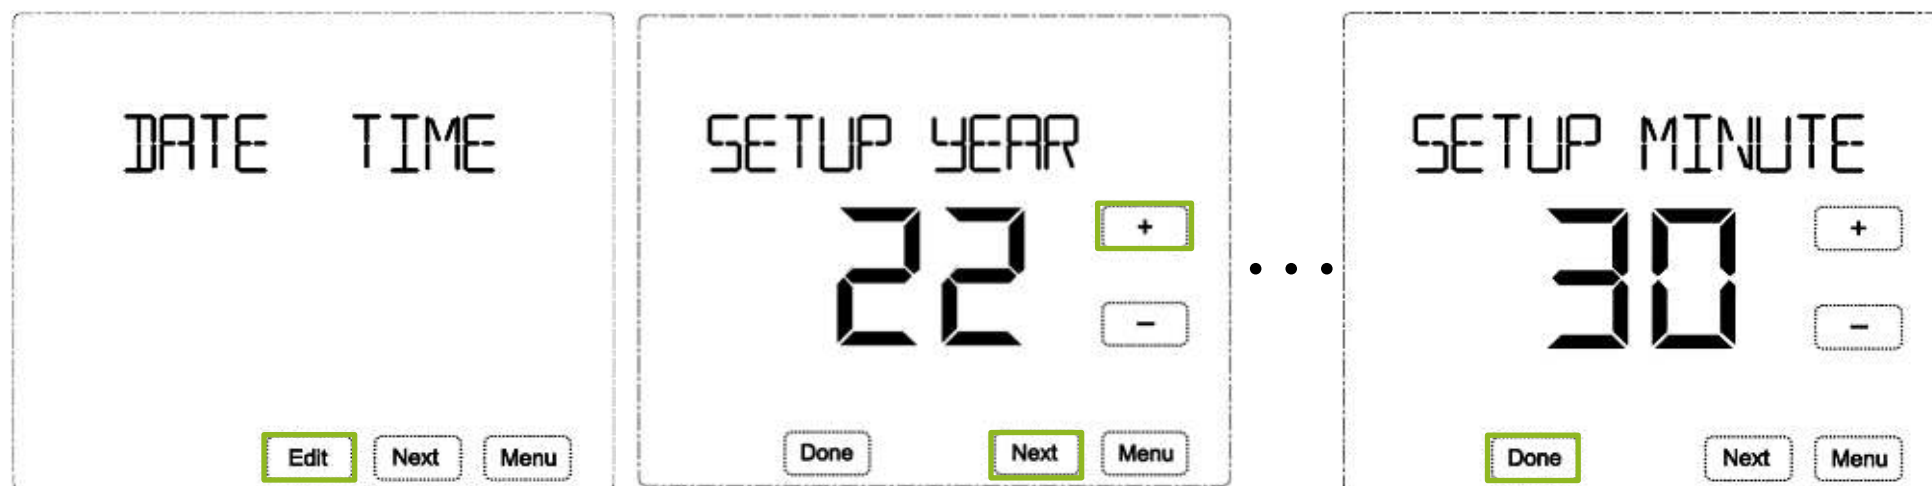 DATE TIME
Edit Next Menu
SETUP YEAR
22
+
-
Done Next Menu
...
SETUP MINUTE
30
+
-
Done Next Menu